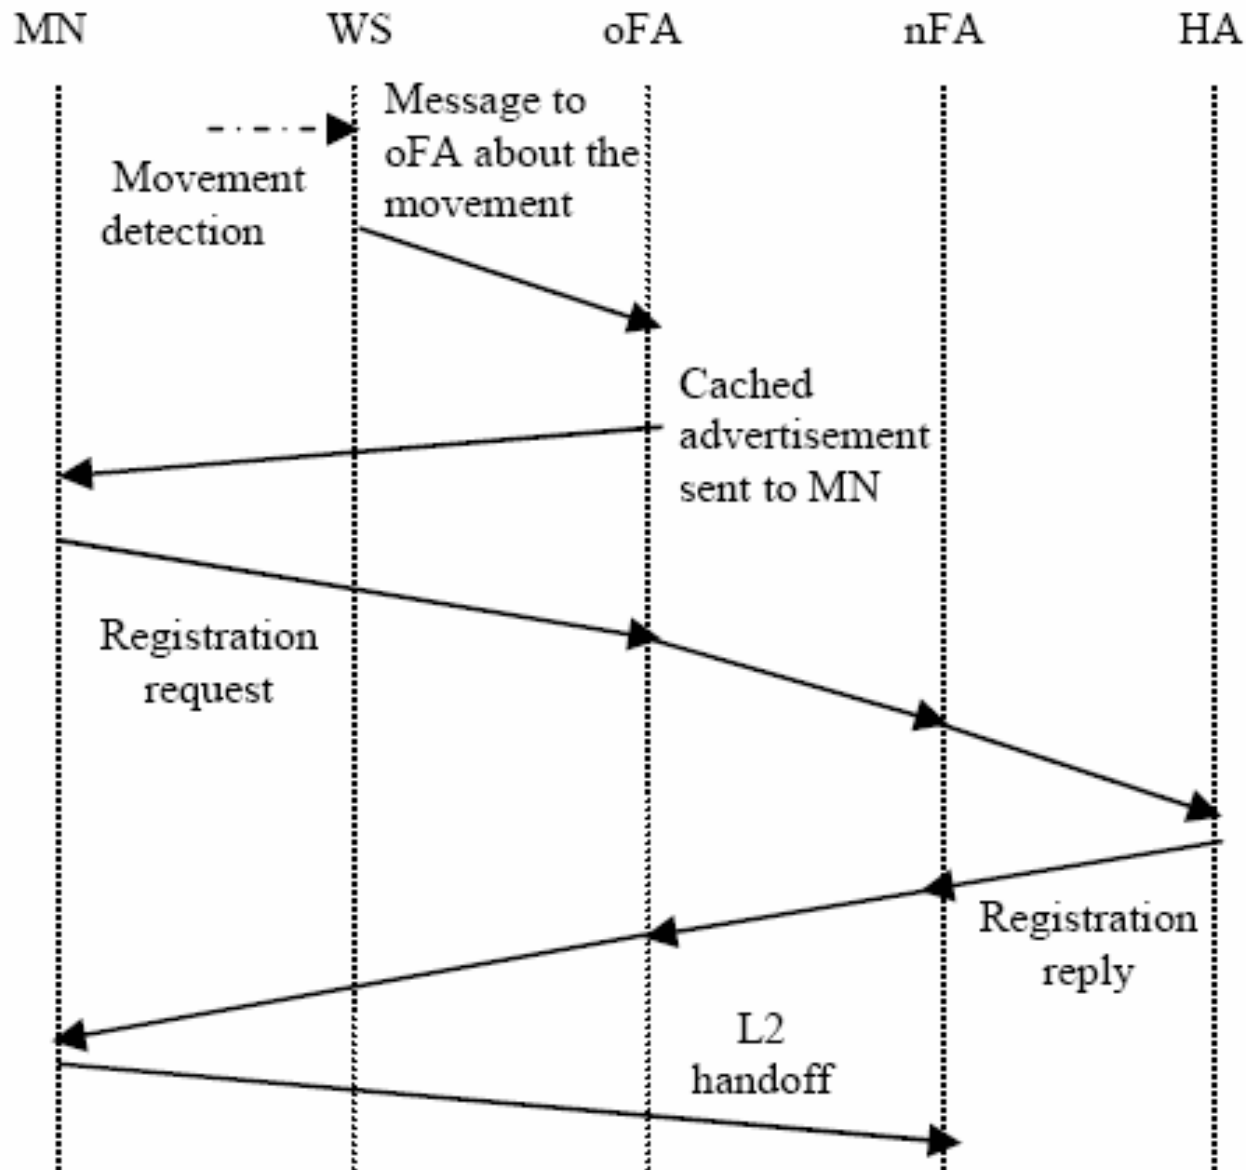 MN WS oFA nFA HA
Message to
oFA about the
movement
Movement
detection
Cached
advertisement
sent to MN
Registration
request
Registration
reply
L2
handoff